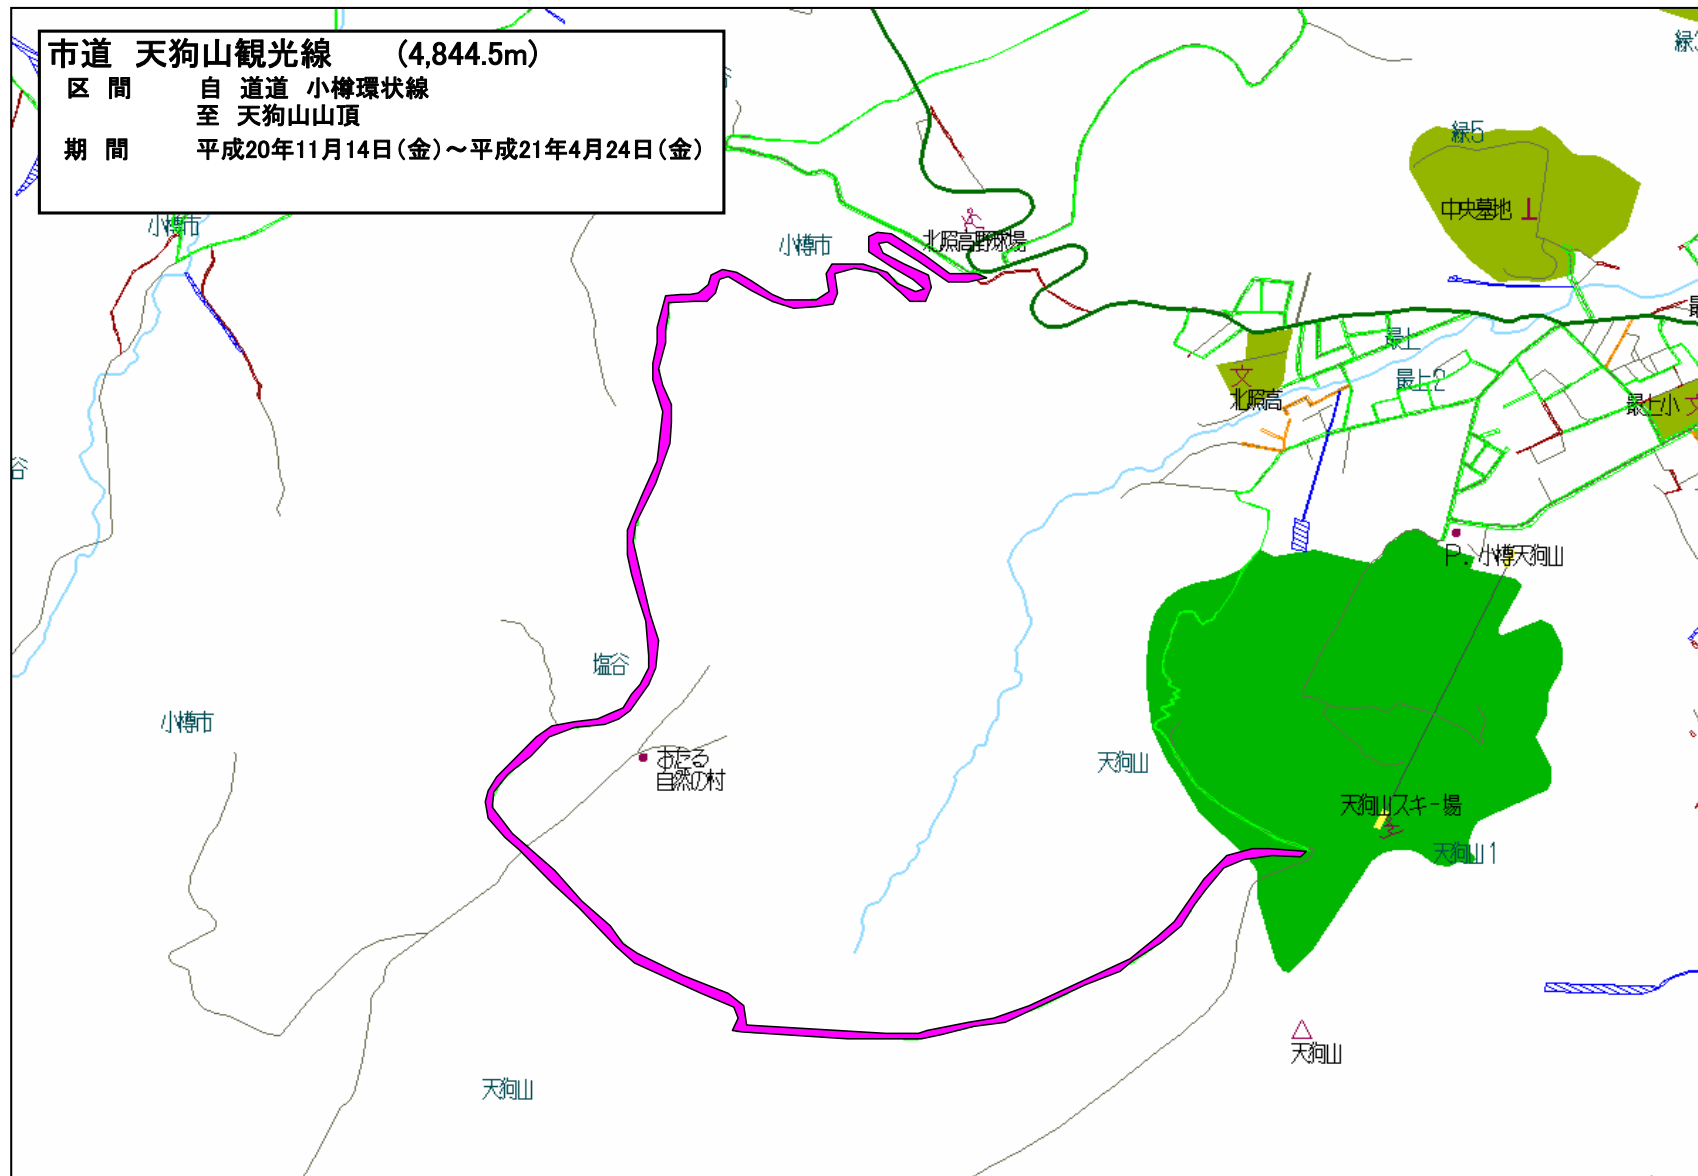 市道 天狗山観光線 (4,844.5m)
区 間 自 道道 小樽環状線
至 天狗山山頂
期 間 平成20年11月14日(金)~平成21年4月24日(金)
緑5
中央墓地
小樽市
小樽市
北照高野球場
最上
最上2
北照高
最上小
文
文
谷
P.
小樽天狗山
塩谷
小樽市
おたる
自然の村
天狗山
天狗山スキー場
天狗山1
天狗山
天狗山